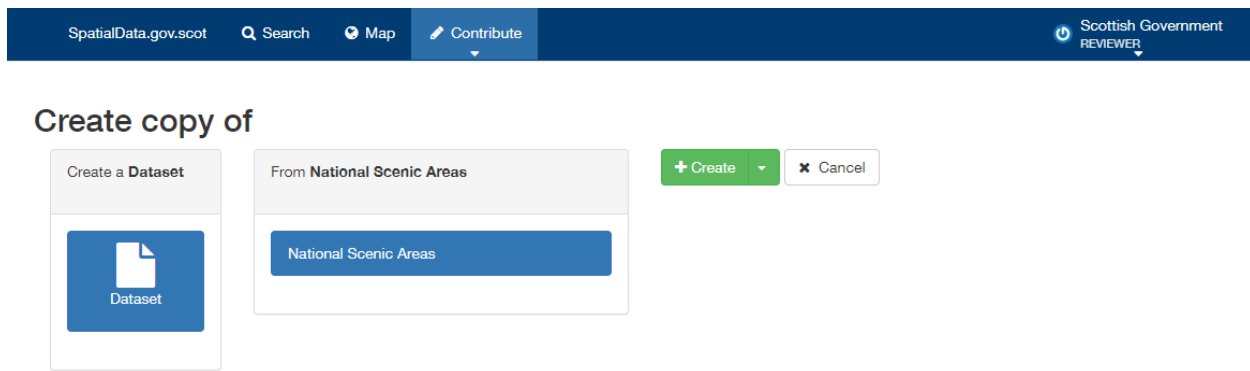 SpatialData.gov.scot Search Map Contribute Scottish Government
REVIEWER
Create copy of
Create a Dataset From National Scenic Areas + Create Cancel
National Scenic Areas
Dataset